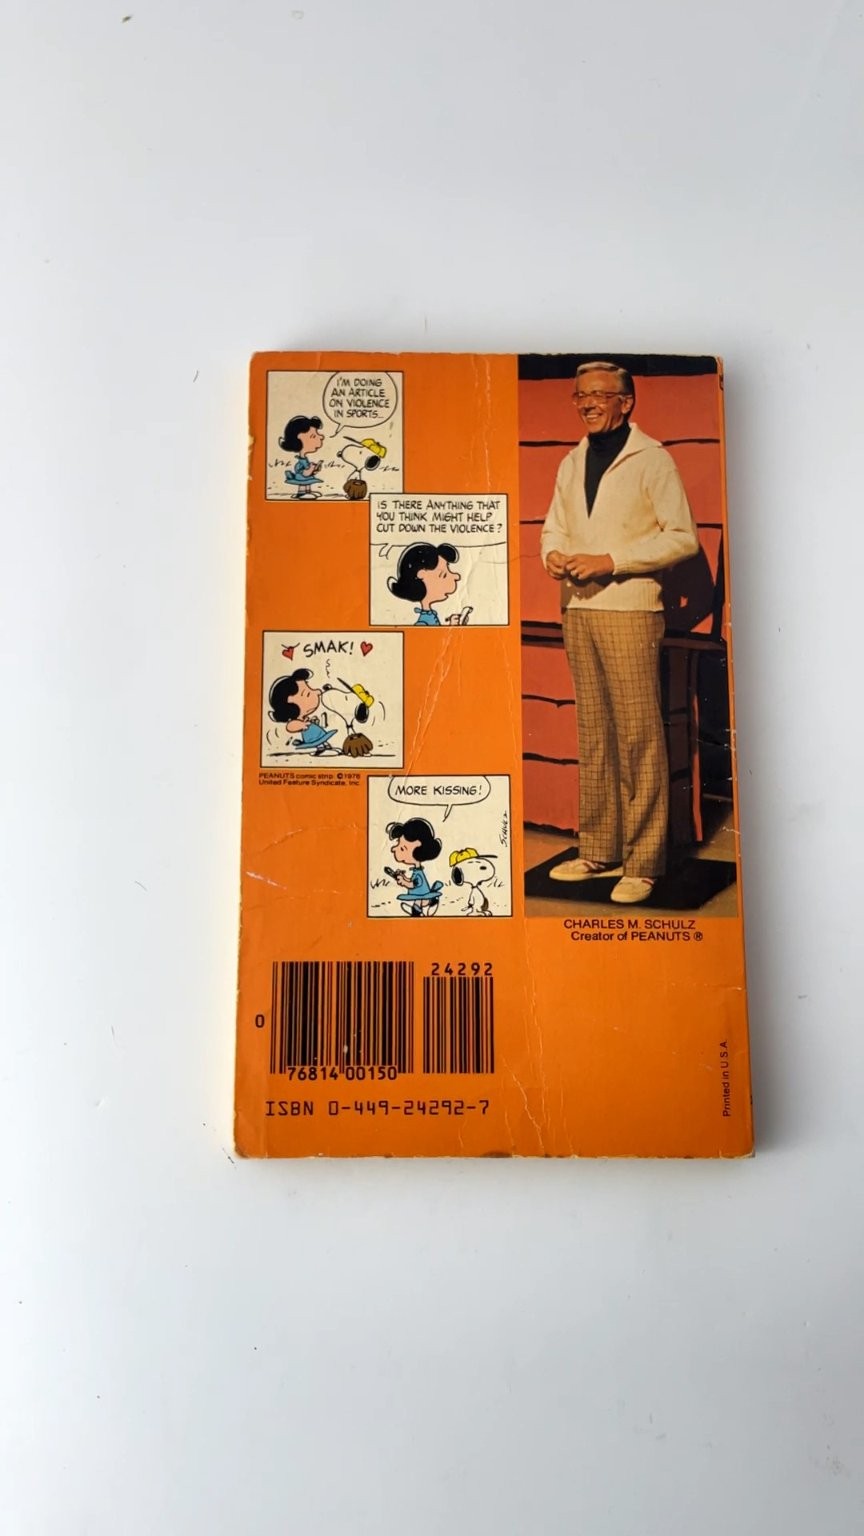 I'M DOING
AN ARTICLE
ON VIOLENCE
IN SPORTS...
IS THERE ANYTHING THAT
YOU THINK MIGHT HELP
CUT DOWN THE VIOLENCE?
SMAK!
PEANUTS comic strip: ©1976
United Feature Syndicate, Inc.
MORE KISSING!
SCHULZ
CHARLES M. SCHULZ
Creator of PEANUTS ®
24292
0
76814 00150
ISBN 0-449-24292-7
Printed in U.S.A.